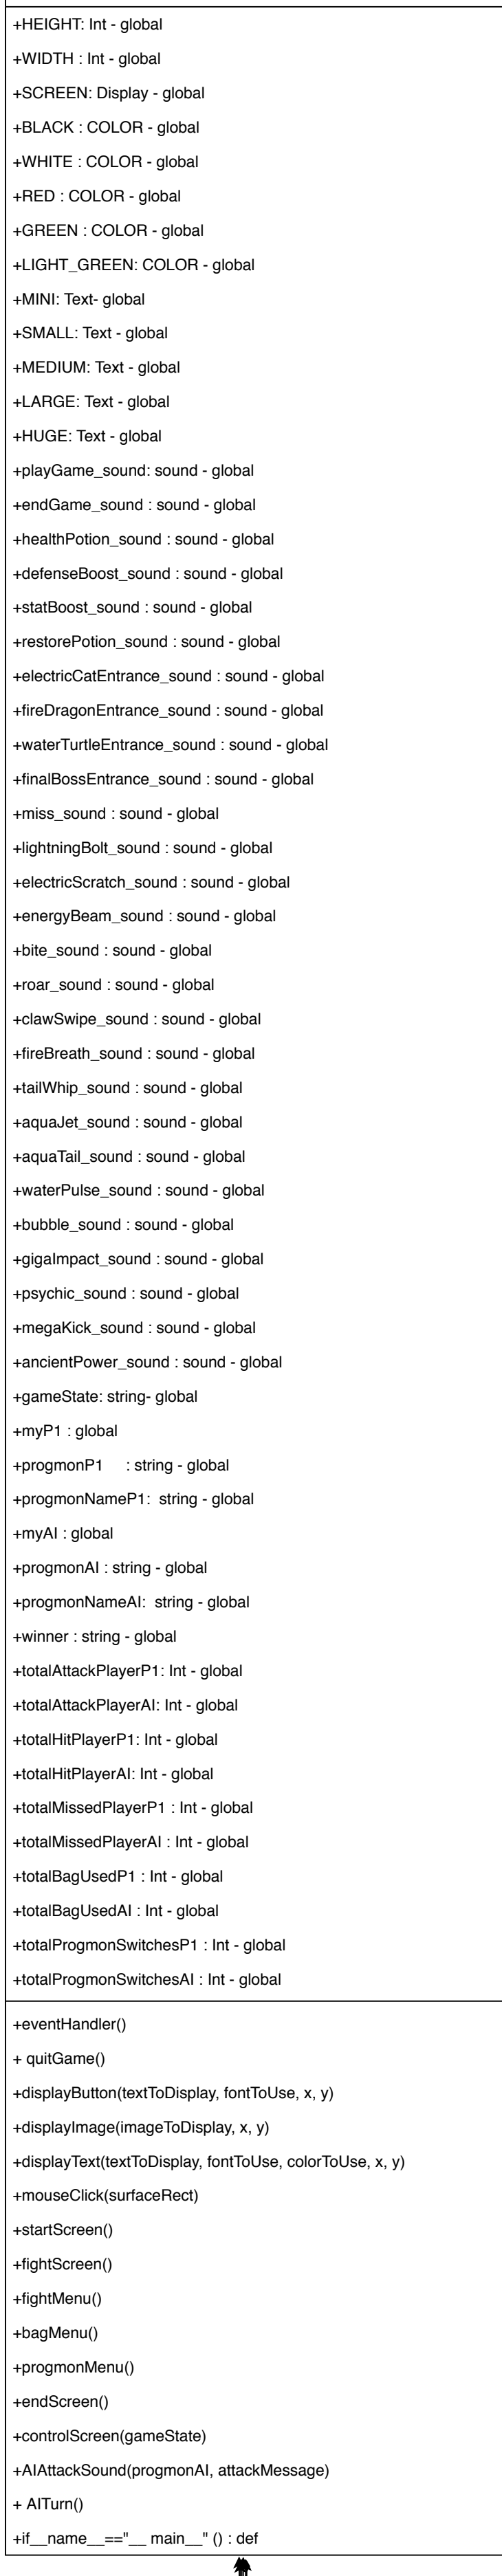 +HEIGHT: Int - global
+WIDTH : Int - global
+SCREEN: Display - global
+BLACK : COLOR - global
+WHITE : COLOR - global
+RED : COLOR - global
+GREEN : COLOR - global
+LIGHT_GREEN: COLOR - global
+MINI: Text- global
+SMALL: Text - global
+MEDIUM: Text - global
+LARGE: Text - global
+HUGE: Text - global
+playGame_sound: sound - global
+endGame_sound : sound - global
+healthPotion_sound : sound - global
+defenseBoost_sound : sound - global
+statBoost_sound : sound - global
+restorePotion_sound : sound - global
+electricCatEntrance_sound : sound - global
+fireDragonEntrance_sound : sound - global
+waterTurtleEntrance_sound : sound - global
+finalBossEntrance_sound : sound - global
+miss_sound : sound - global
+lightningBolt_sound : sound - global
+electricScratch_sound : sound - global
+energyBeam_sound : sound - global
+bite_sound : sound - global
+roar_sound : sound - global
+clawSwipe_sound : sound - global
+fireBreath_sound : sound - global
+tailWhip_sound : sound - global
+aquaJet_sound : sound - global
+aquaTail_sound : sound - global
+waterPulse_sound : sound - global
+bubble_sound : sound - global
+gigaImpact_sound : sound - global
+psychic_sound : sound - global
+megaKick_sound : sound - global
+ancientPower_sound : sound - global
+gameState: string- global
+myP1 : global
+progmonP1 : string - global
+progmonNameP1: string - global
+myAI : global
+progmonAI : string - global
+progmonNameAI: string - global
+winner : string - global
+totalAttackPlayerP1: Int - global
+totalAttackPlayerAI: Int - global
+totalHitPlayerP1: Int - global
+totalHitPlayerAI: Int - global
+totalMissedPlayerP1 : Int - global
+totalMissedPlayerAI : Int - global
+totalBagUsedP1 : Int - global
+totalBagUsedAI : Int - global
+totalProgmonSwitchesP1 : Int - global
+totalProgmonSwitchesAI : Int - global
+eventHandler()
+ quitGame()
+displayButton(textToDisplay, fontToUse, x, y)
+displayImage(imageToDisplay, x, y)
+displayText(textToDisplay, fontToUse, colorToUse, x, y)
+mouseClick(surfaceRect)
+startScreen()
+fightScreen()
+fightMenu()
+bagMenu()
+progmonMenu()
+endScreen()
+controlScreen(gameState)
+AIAttackSound(progmonAI, attackMessage)
+ AITurn()
+if__name__=="__ main__" () : def